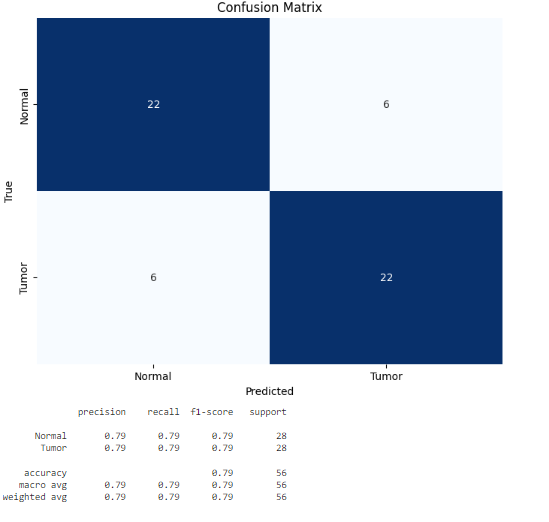 Confusion Matrix
True
Normal
22
6
Tumor
6
22
Normal Tumor
Predicted
precision recall f1-score support
Normal 0.79 0.79 0.79 28
Tumor 0.79 0.79 0.79 28
accuracy 0.79 56
macro avg 0.79 0.79 0.79 56
weighted avg 0.79 0.79 0.79 56